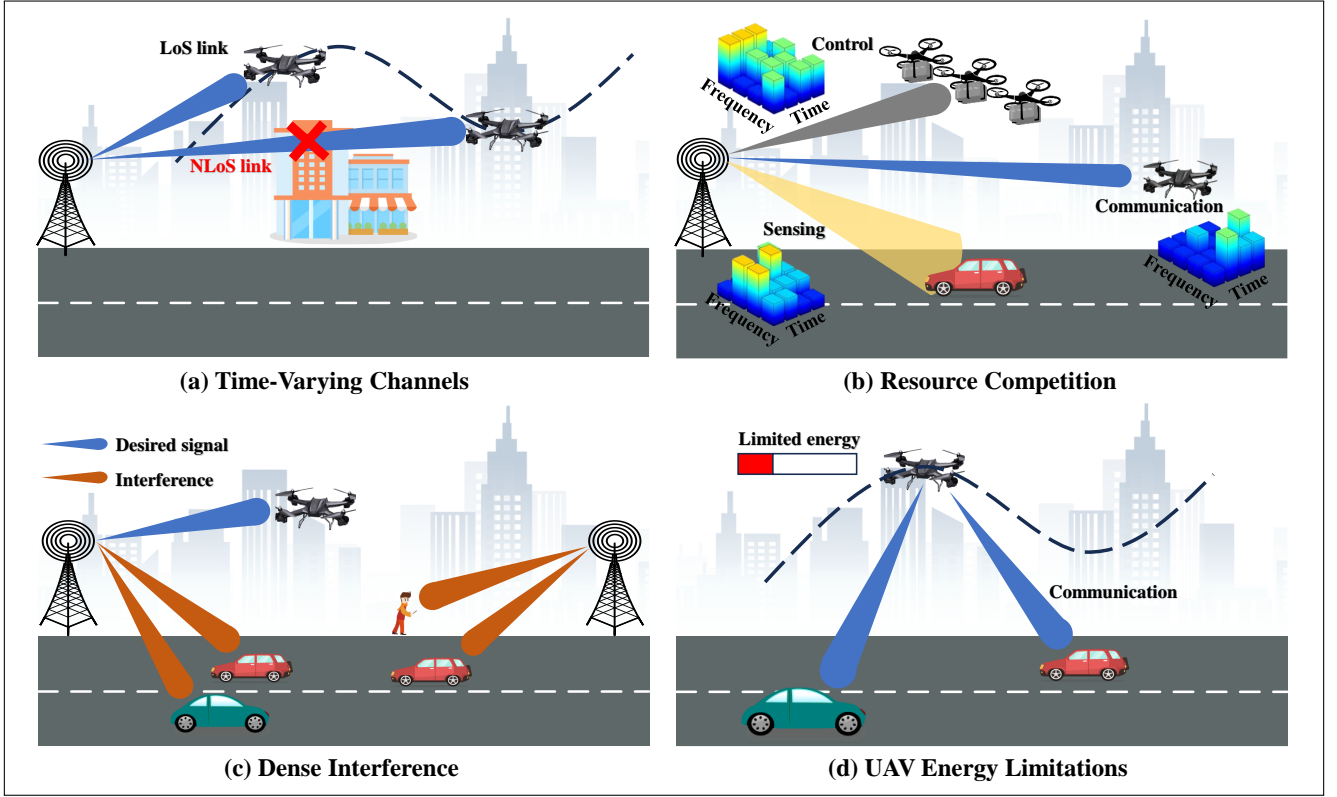 LoS link
NLoS link
(a) Time-Varying Channels
Control
Frequency
Time
Communication
Sensing
Frequency
Time
Frequency
Time
(b) Resource Competition
Desired signal
Interference
(c) Dense Interference
Limited energy
Communication
(d) UAV Energy Limitations